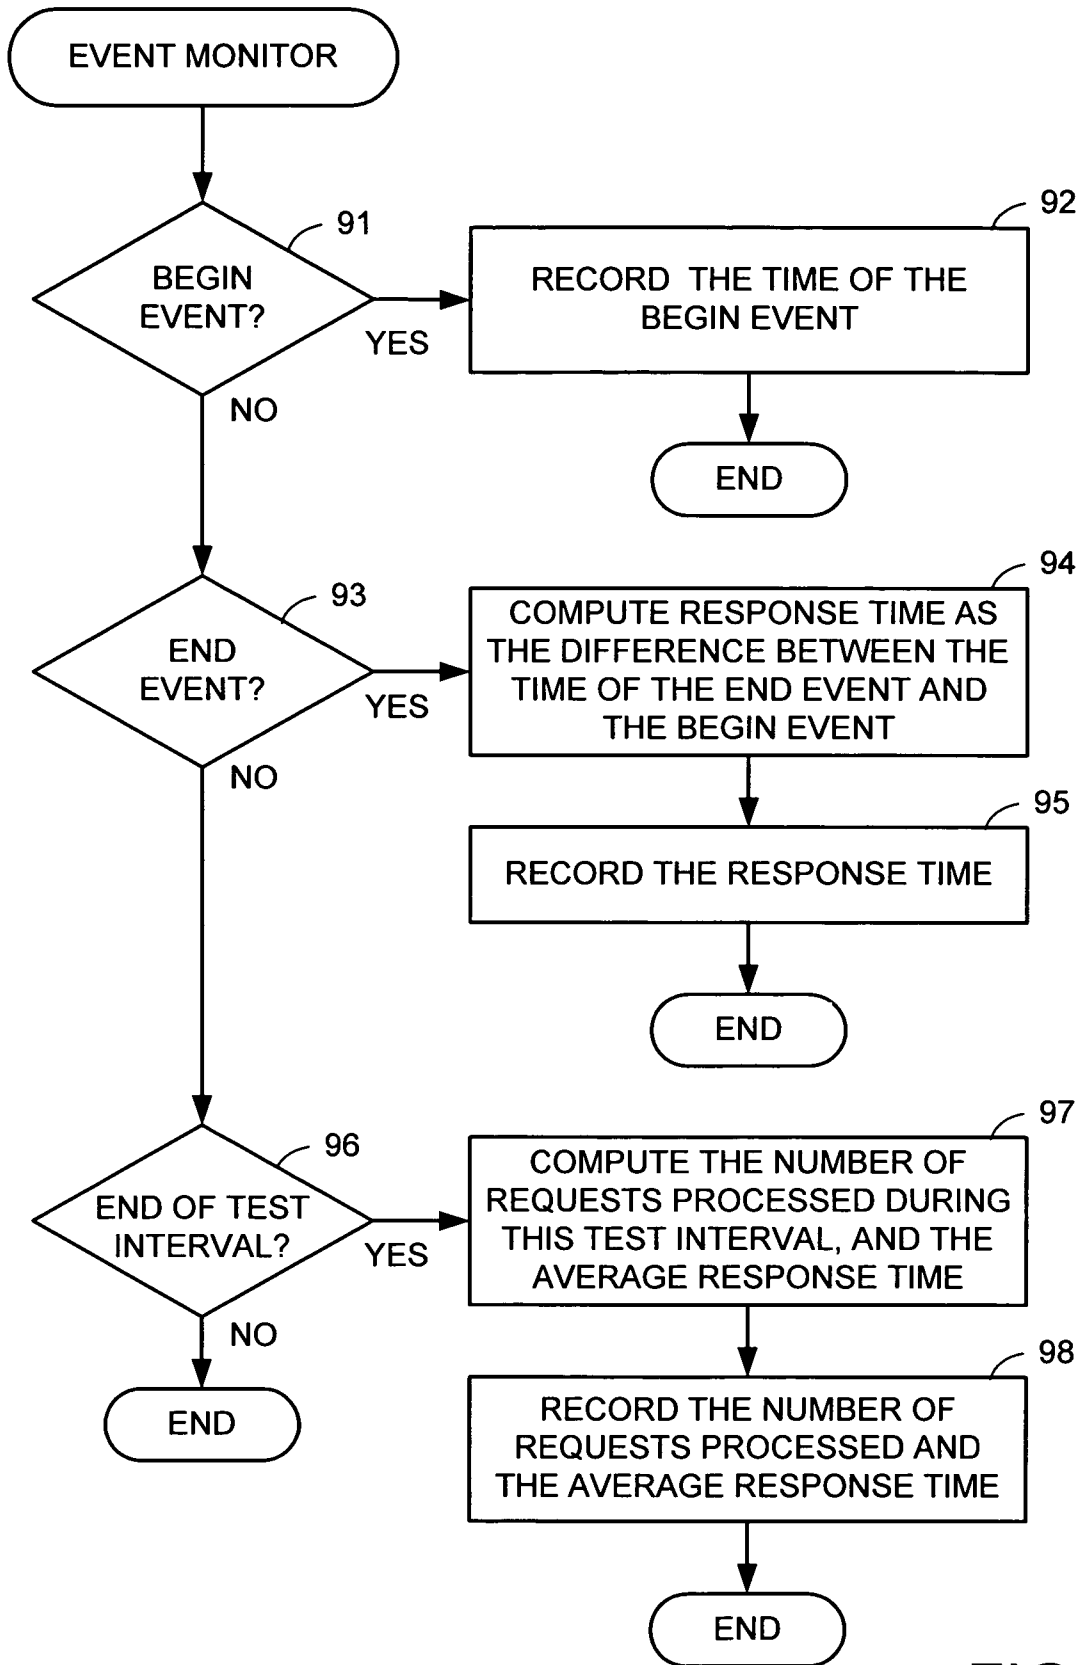 EVENT MONITOR
91
BEGIN
EVENT?
YES
NO
92
RECORD THE TIME OF THE
BEGIN EVENT
END
93
END
EVENT?
YES
NO
94
COMPUTE RESPONSE TIME AS
THE DIFFERENCE BETWEEN THE
TIME OF THE END EVENT AND
THE BEGIN EVENT
95
RECORD THE RESPONSE TIME
END
96
END OF TEST
INTERVAL?
YES
NO
END
97
COMPUTE THE NUMBER OF
REQUESTS PROCESSED DURING
THIS TEST INTERVAL, AND THE
AVERAGE RESPONSE TIME
98
RECORD THE NUMBER OF
REQUESTS PROCESSED AND
THE AVERAGE RESPONSE TIME
END